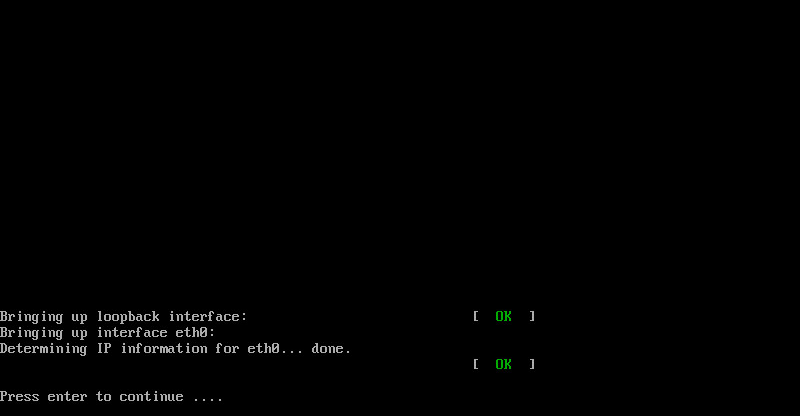 Bringing up loopback interface: [ OK ]
Bringing up interface eth0:
Determining IP information for eth0... done.
[ OK ]
Press enter to continue ....